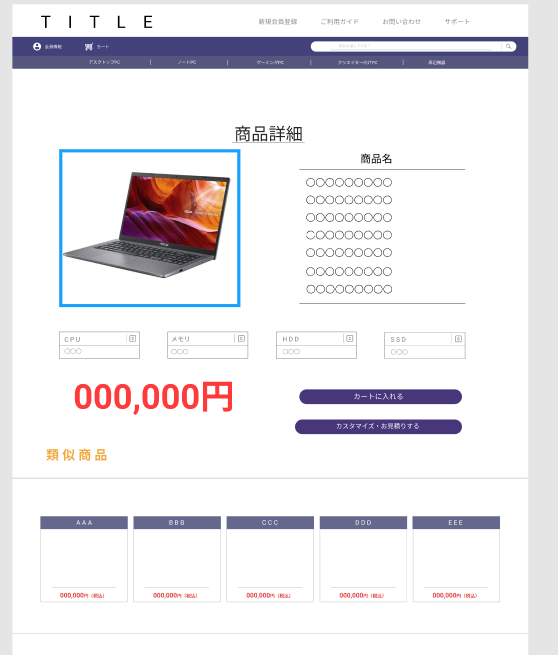 TITLE
新規会員登録 ご利用ガイド お問い合わせ サポート
会員情報 カート
デスクトップPC ノートPC ゲーミングPC クリエイター向けPC 周辺機器
商品詳細
商品名
〇〇〇〇〇〇〇〇〇
〇〇〇〇〇〇〇〇〇
〇〇〇〇〇〇〇〇〇
〇〇〇〇〇〇〇〇〇
〇〇〇〇〇〇〇〇〇
〇〇〇〇〇〇〇〇〇
〇〇〇〇〇〇〇〇〇
CPU メモリ HDD SSD
〇〇〇 〇〇〇 〇〇〇 〇〇〇
000,000円
カートに入れる
カスタマイズ・お見積りする
類似商品
AAA BBB CCC DDD EEE
000,000円（税込） 000,000円（税込） 000,000円（税込） 000,000円（税込） 000,000円（税込）